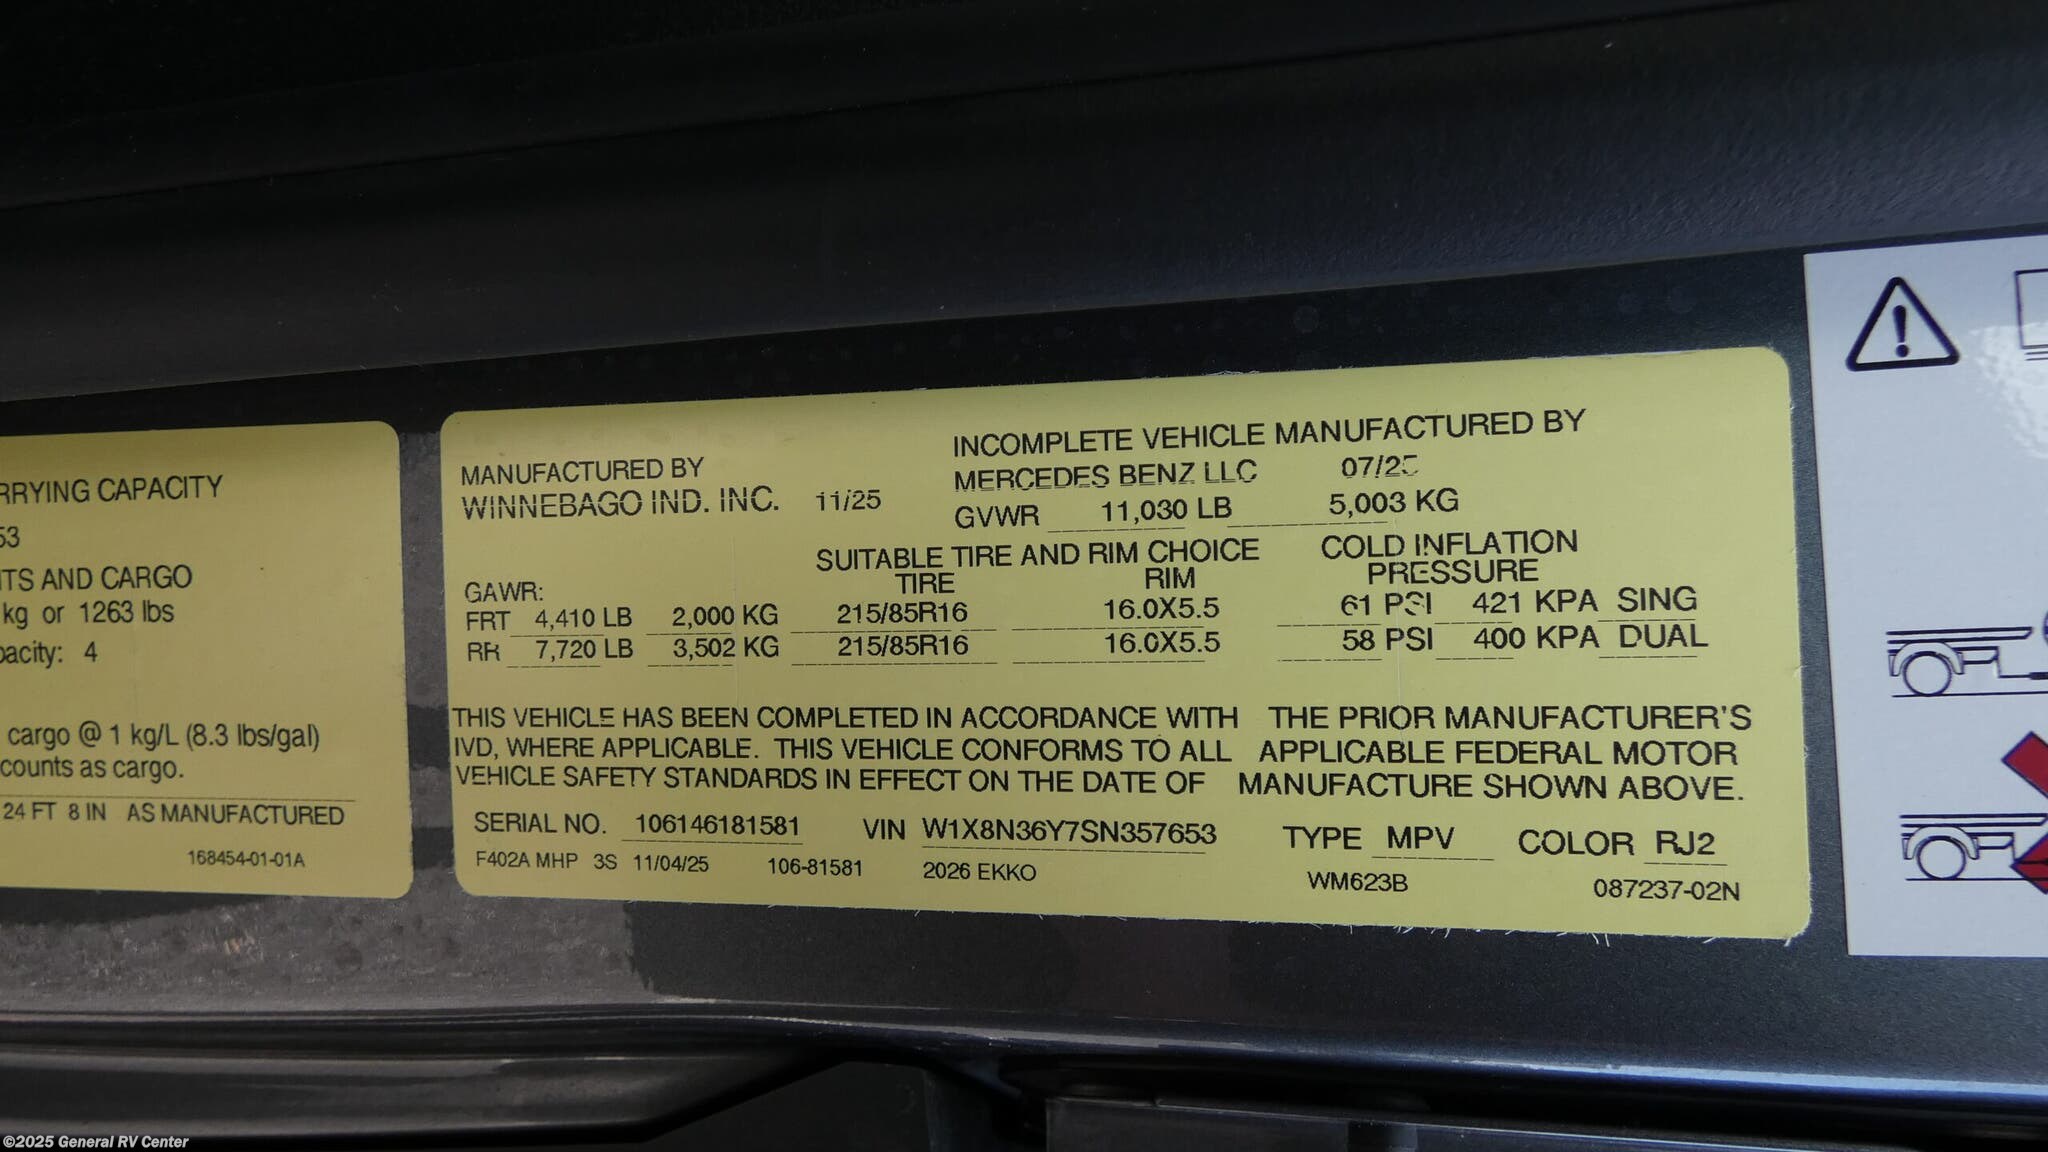 RRYING CAPACITY
53
ITS AND CARGO
kg or 1263 lbs
pacity: 4
cargo @ 1 kg/L (8.3 lbs/gal)
counts as cargo.
24 FT 8 IN AS MANUFACTURED
168454-01-01A
MANUFACTURED BY
WINNEBAGO IND. INC. 11/25
INCOMPLETE VEHICLE MANUFACTURED BY
MERCEDES BENZ LLC 07/25
GVWR 11,030 LB 5,003 KG
SUITABLE TIRE AND RIM CHOICE COLD INFLATION
GAWR: TIRE RIM PRESSURE
FRT 4,410 LB 2,000 KG 215/85R16 16.0X5.5 61 PSI 421 KPA SING
RR 7,720 LB 3,502 KG 215/85R16 16.0X5.5 58 PSI 400 KPA DUAL
THIS VEHICLE HAS BEEN COMPLETED IN ACCORDANCE WITH THE PRIOR MANUFACTURER'S
IVD, WHERE APPLICABLE. THIS VEHICLE CONFORMS TO ALL APPLICABLE FEDERAL MOTOR
VEHICLE SAFETY STANDARDS IN EFFECT ON THE DATE OF MANUFACTURE SHOWN ABOVE.
SERIAL NO. 106146181581 VIN W1X8N36Y7SN357653 TYPE MPV COLOR RJ2
F402A MHP 3S 11/04/25 106-81581 2026 EKKO WM623B 087237-02N
©2025 General RV Center